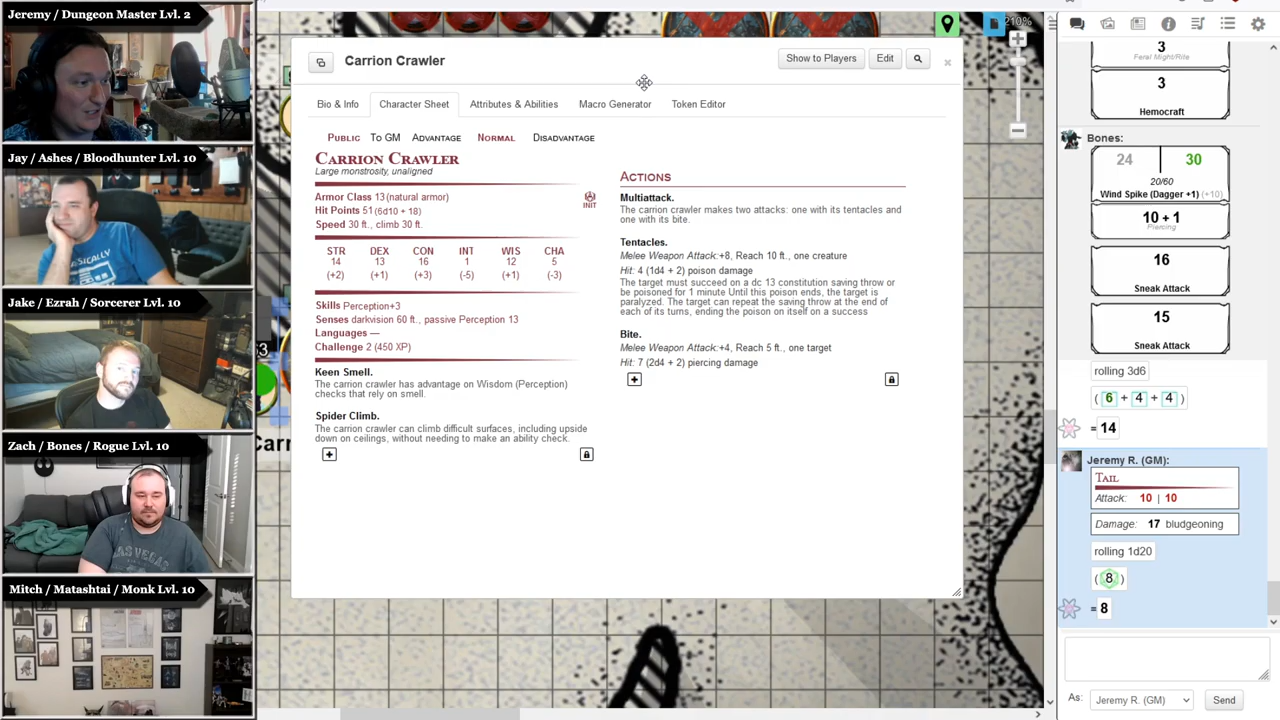 Jeremy / Dungeon Master Lvl. 2
Jay / Ashes / Bloodhunter Lvl. 10
Jake / Ezrah / Sorcerer Lvl. 10
Zach / Bones / Rogue Lvl. 10
Mitch / Matashtai / Monk Lvl. 10
LAS VEGAS
210%
Carrion Crawler
Show to Players
Edit
Bio & Info
Character Sheet
Attributes & Abilities
Macro Generator
Token Editor
PUBLIC To GM ADVANTAGE NORMAL DISADVANTAGE
CARRION CRAWLER
Large monstrosity, unaligned
Armor Class 13 (natural armor)
Hit Points 51 (6d10 + 18)
Speed 30 ft., climb 30 ft.
INIT
STR DEX CON INT WIS CHA
14 13 16 1 12 5
(+2) (+1) (+3) (-5) (+1) (-3)
Skills Perception+3
Senses darkvision 60 ft., passive Perception 13
Languages —
Challenge 2 (450 XP)
Keen Smell.
The carrion crawler has advantage on Wisdom (Perception)
checks that rely on smell.
Spider Climb.
The carrion crawler can climb difficult surfaces, including upside
down on ceilings, without needing to make an ability check.
ACTIONS
Multiattack.
The carrion crawler makes two attacks: one with its tentacles and
one with its bite.
Tentacles.
Melee Weapon Attack:+8, Reach 10 ft., one creature
Hit: 4 (1d4 + 2) poison damage
The target must succeed on a dc 13 constitution saving throw or
be poisoned for 1 minute Until this poison ends, the target is
paralyzed. The target can repeat the saving throw at the end of
each of its turns, ending the poison on itself on a success
Bite.
Melee Weapon Attack:+4, Reach 5 ft., one target
Hit: 7 (2d4 + 2) piercing damage
53
Carr
3
Feral Might/Rite
3
Hemocraft
Bones:
24 30
20/60
Wind Spike (Dagger +1) (+10)
10 + 1
Piercing
16
Sneak Attack
15
Sneak Attack
rolling 3d6
( 6 + 4 + 4 )
= 14
Jeremy R. (GM):
TAIL
Attack: 10 | 10
Damage: 17 bludgeoning
rolling 1d20
( 8 )
= 8
As: Jeremy R. (GM) Send